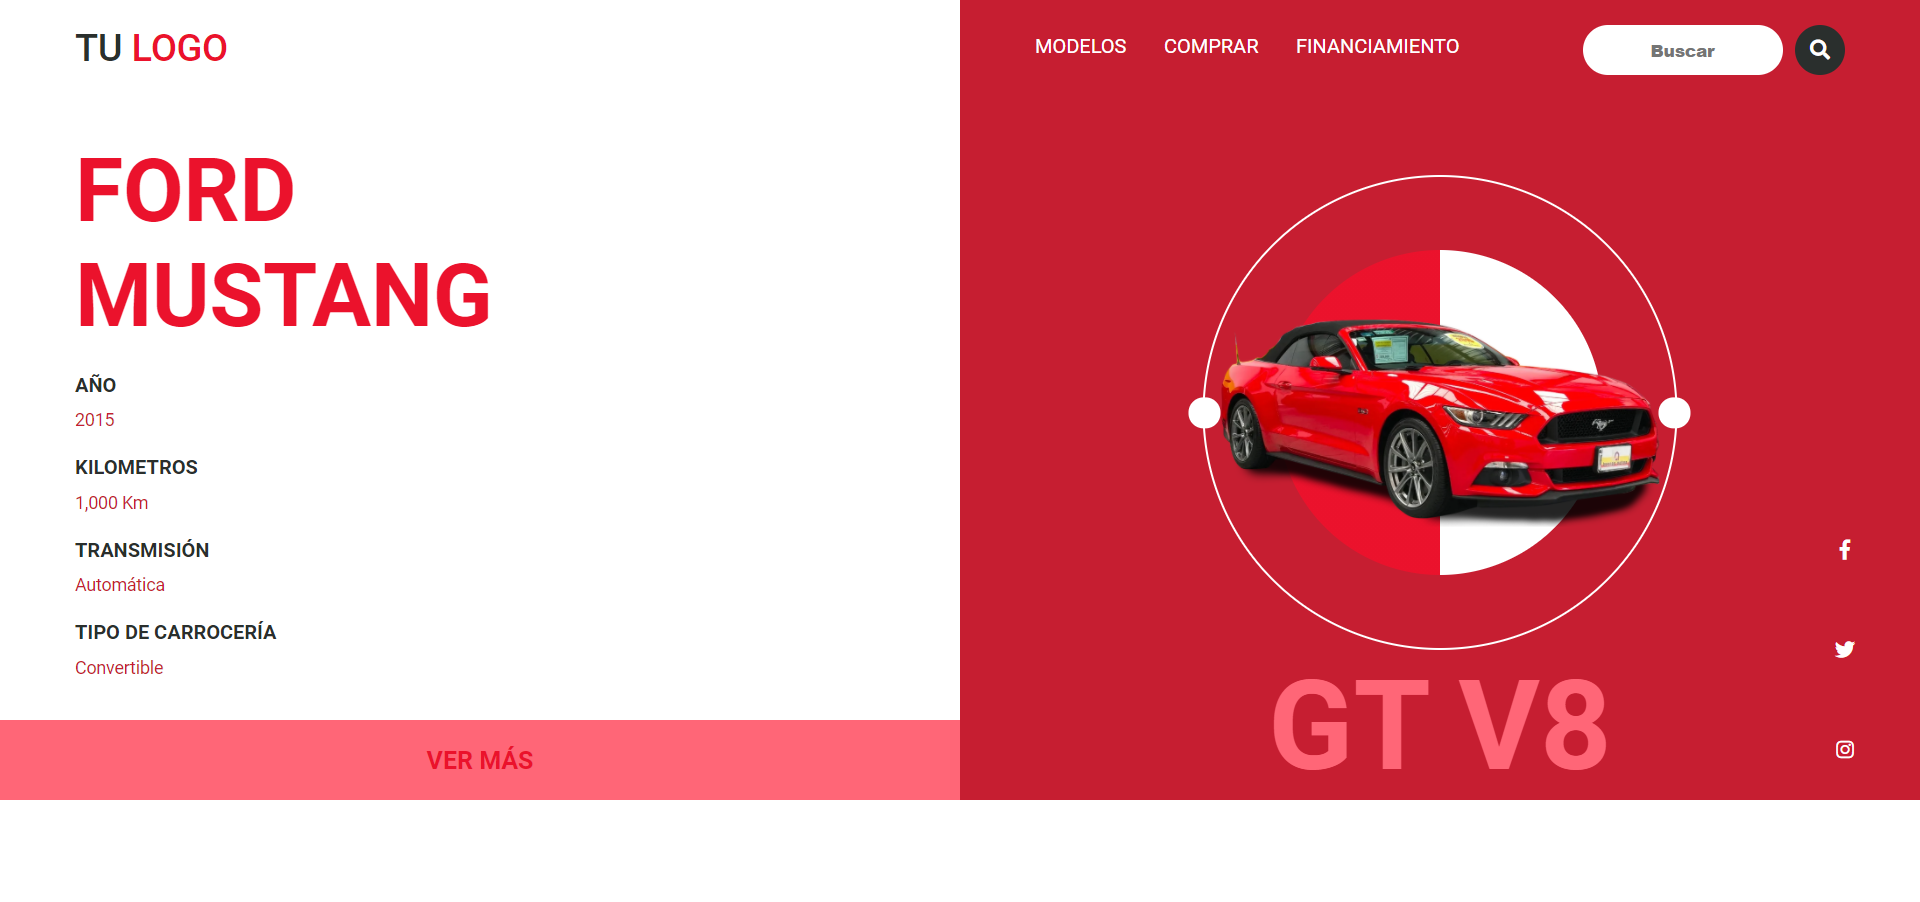 TU LOGO
MODELOS COMPRAR FINANCIAMIENTO
Buscar
FORD
MUSTANG
AÑO
2015
KILOMETROS
1,000 Km
TRANSMISIÓN
Automática
TIPO DE CARROCERÍA
Convertible
VER MÁS
GT V8